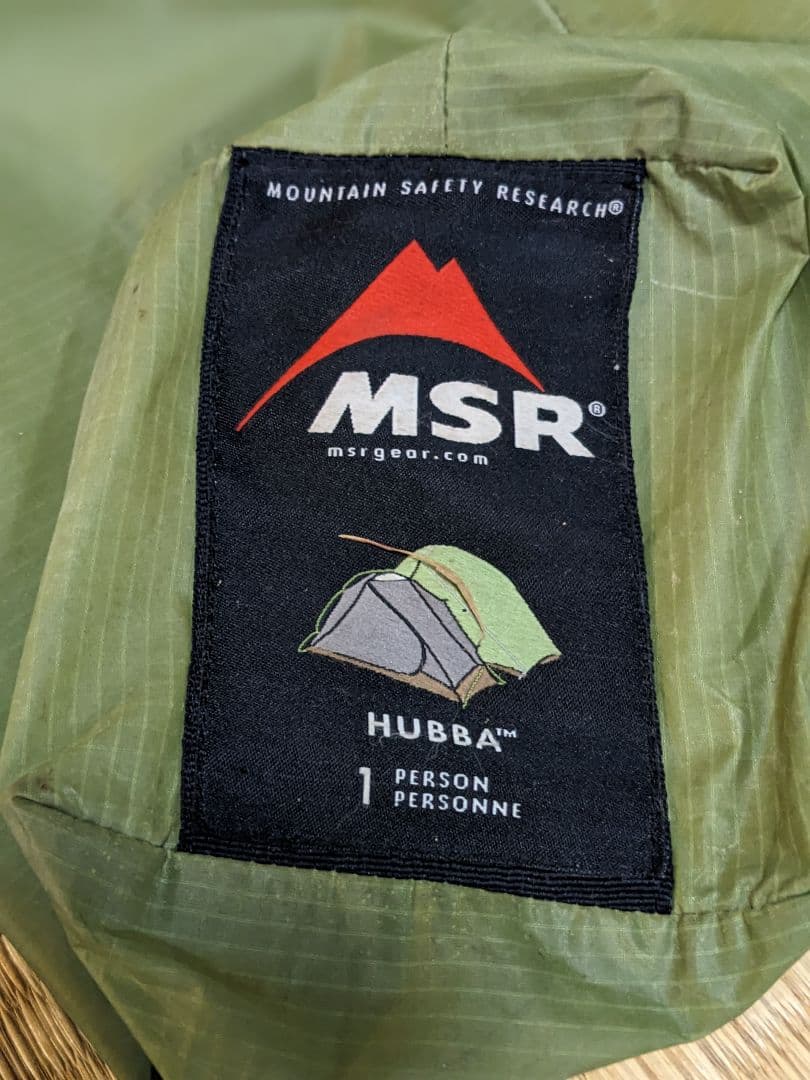 MOUNTAIN SAFETY RESEARCH®
MSR®
msrgear.com
HUBBA™
1 PERSON
PERSONNE